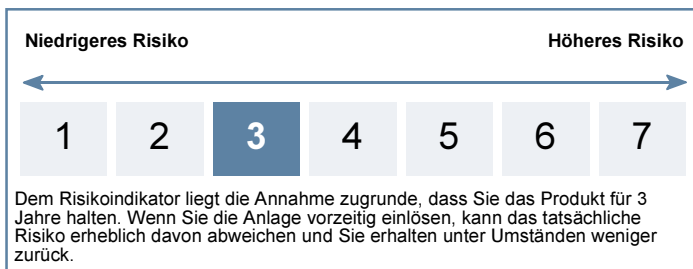 Niedrigeres Risiko Höheres Risiko
1 2 3 4 5 6 7
Dem Risikoindikator liegt die Annahme zugrunde, dass Sie das Produkt für 3
Jahre halten. Wenn Sie die Anlage vorzeitig einlösen, kann das tatsächliche
Risiko erheblich davon abweichen und Sie erhalten unter Umständen weniger
zurück.